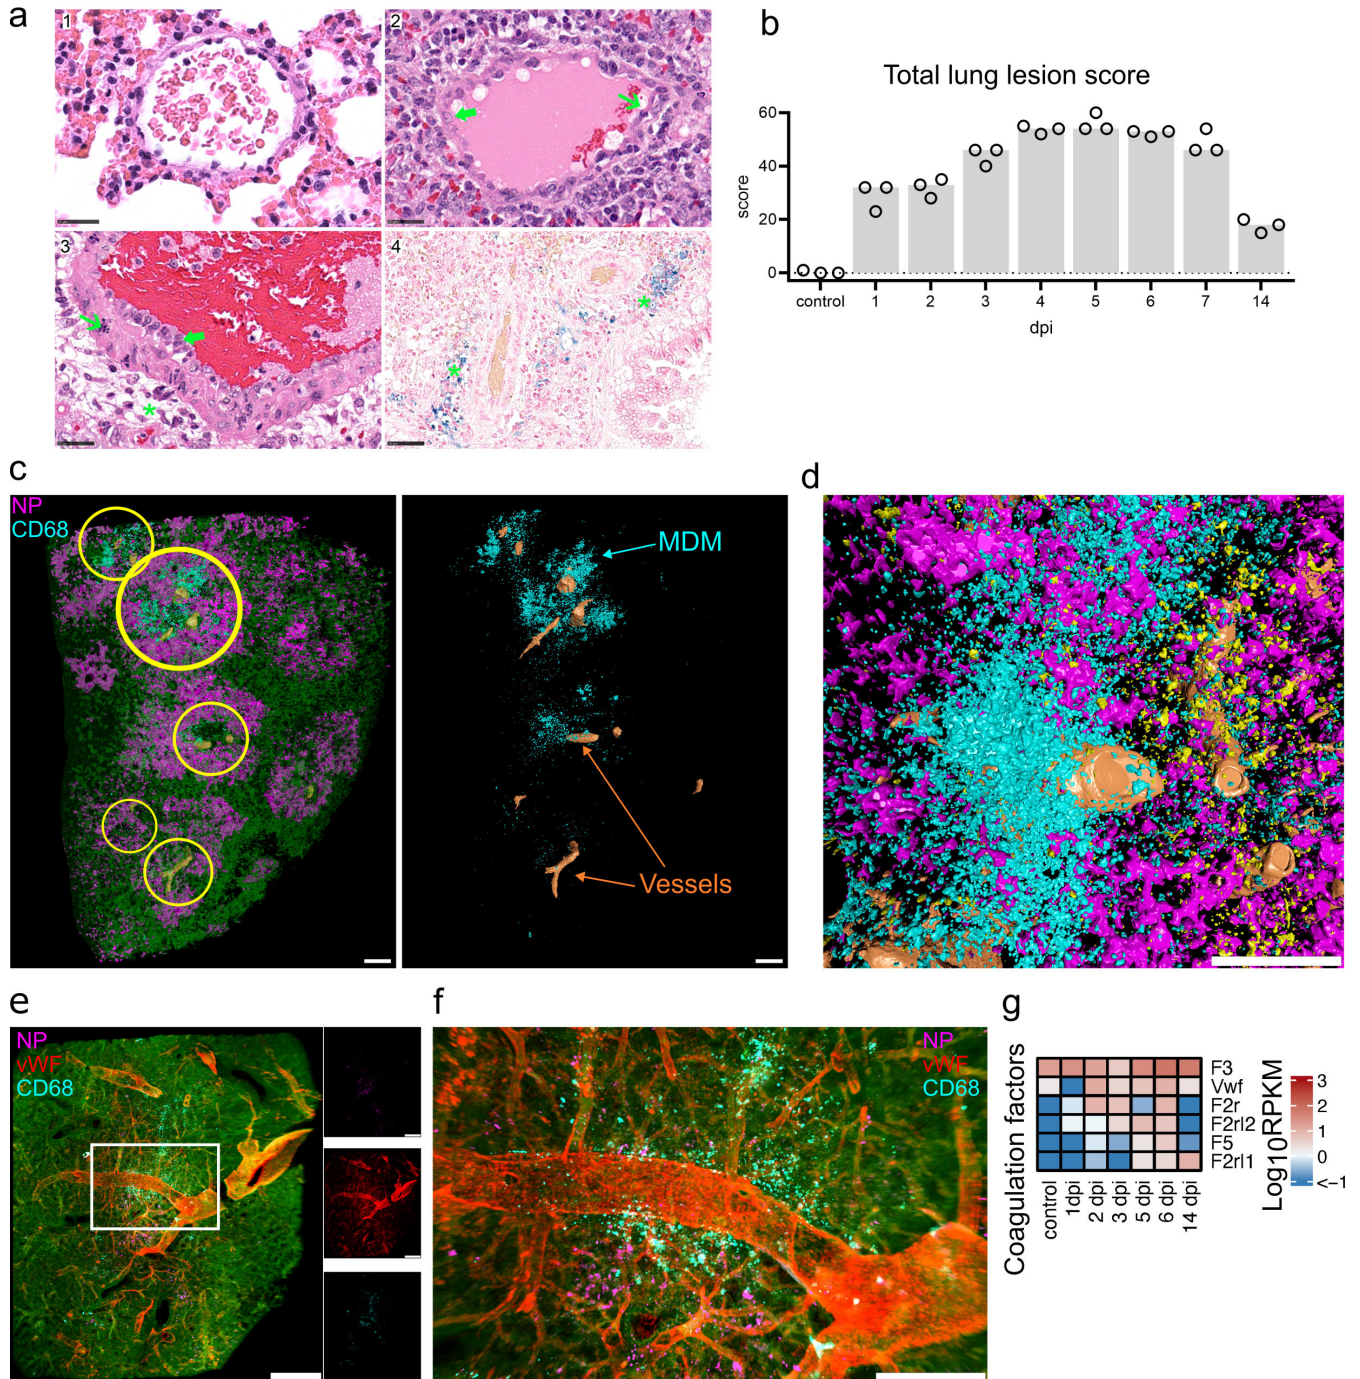 a
1
2
3
4
b
Total lung lesion score
60
40
20
0
score
control 1 2 3 4 5 6 7 14
dpi
c
NP
CD68
MDM
Vessels
d
e
NP
vWF
CD68
f
NP
vWF
CD68
g
Coagulation factors
F3
Vwf
F2r
F2rl2
F5
F2rl1
control
1dpi
2 dpi
3 dpi
5 dpi
6 dpi
14 dpi
Log10RPKM
3
2
1
0
<-1